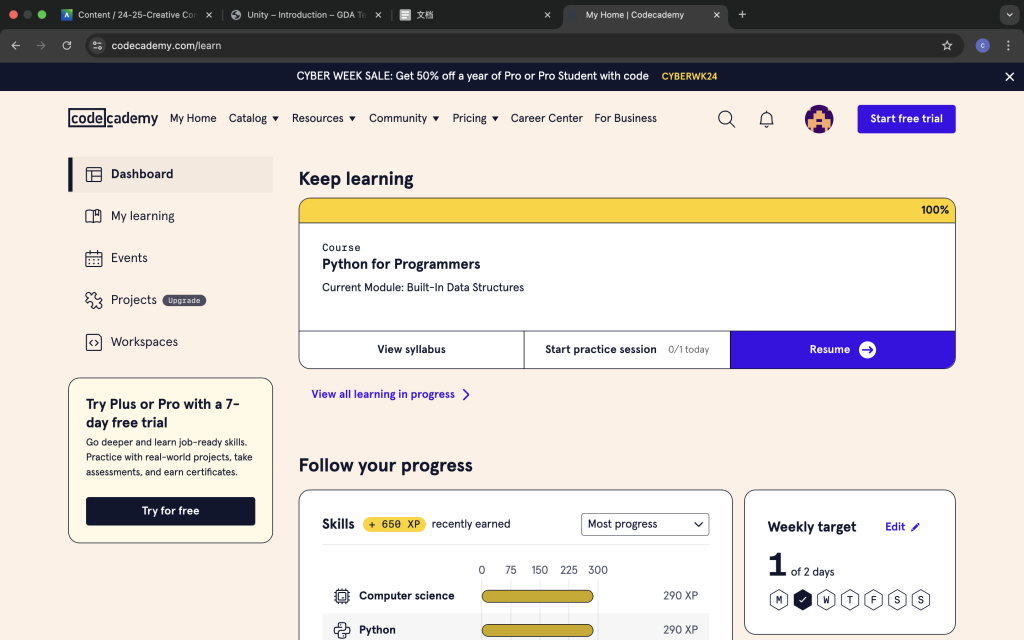 Content / 24-25-Creative Co
Unity – Introduction – GDA Te
文档
My Home | Codecademy
codecademy.com/learn
C
CYBER WEEK SALE: Get 50% off a year of Pro or Pro Student with code CYBERWK24
codecademy
My Home
Catalog
Resources
Community
Pricing
Career Center
For Business
Start free trial
Dashboard
My learning
Events
Projects Upgrade
Workspaces
Try Plus or Pro with a 7-
day free trial
Go deeper and learn job-ready skills.
Practice with real-world projects, take
assessments, and earn certificates.
Try for free
Keep learning
100%
Course
Python for Programmers
Current Module: Built-In Data Structures
View syllabus
Start practice session 0/1 today
Resume
View all learning in progress
Follow your progress
Skills + 650 XP recently earned
Most progress
0 75 150 225 300
Computer science 290 XP
Python 290 XP
Weekly target
Edit
1 of 2 days
M W T F S S